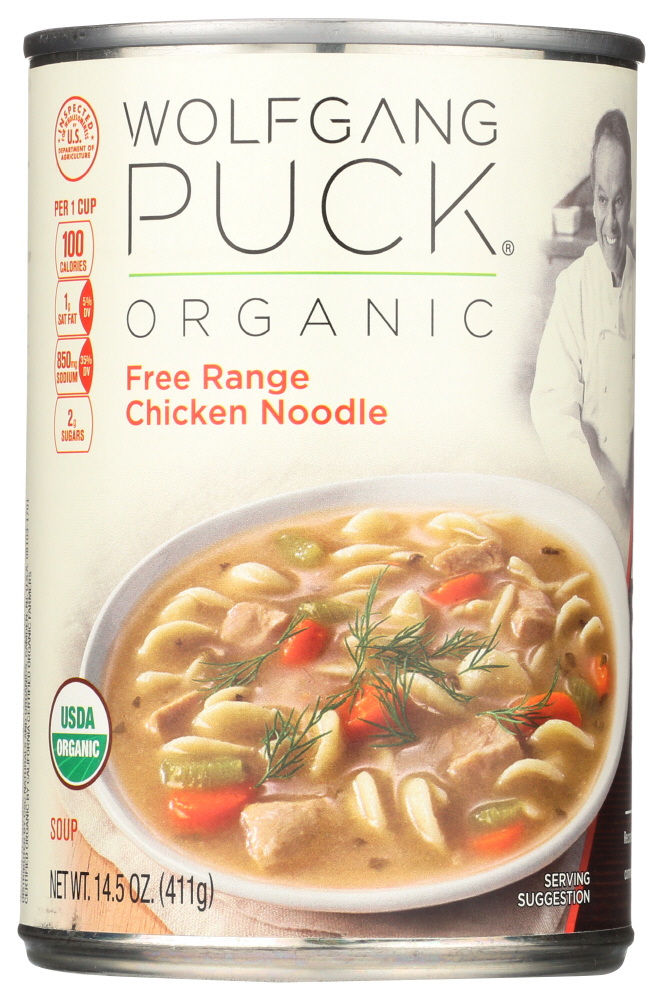 INSPECTED
FOR WHOLESOMENESS
BY
U.S.
DEPARTMENT OF
AGRICULTURE
WOLFGANG
PUCK®
ORGANIC
Free Range
Chicken Noodle
PER 1 CUP
100
CALORIES
1g
SAT FAT
5%
DV
850mg
SODIUM
35%
DV
2g
SUGARS
USDA
ORGANIC
SOUP
NET WT. 14.5 OZ. (411g)
SERVING
SUGGESTION